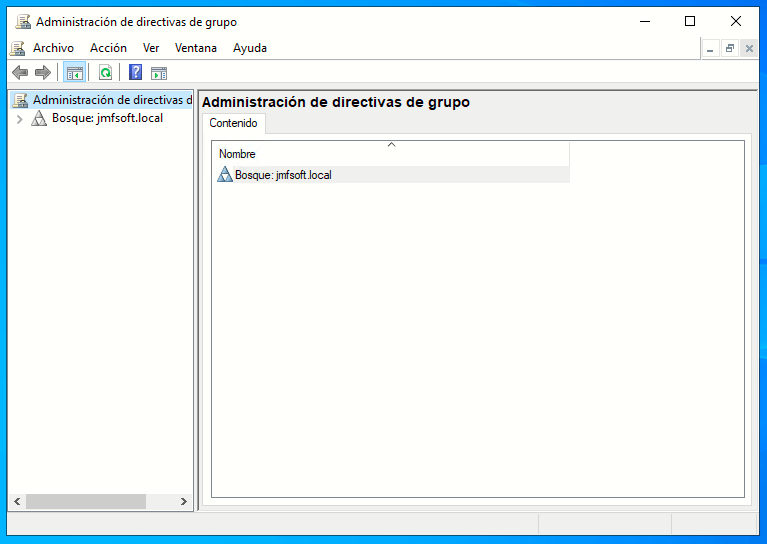 Administración de directivas de grupo
Archivo Acción Ver Ventana Ayuda
Administración de directivas d
Bosque: jmfsoft.local
Administración de directivas de grupo
Contenido
Nombre
Bosque: jmfsoft.local